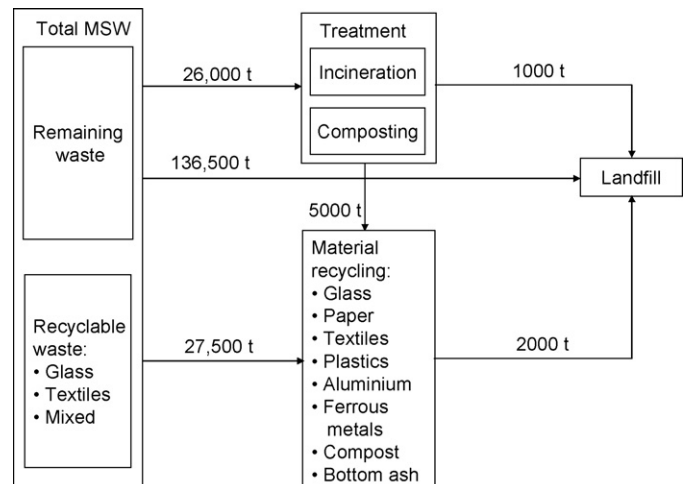 Total MSW
Remaining
waste
Recyclable
waste:
• Glass
• Textiles
• Mixed
26,000 t
136,500 t
27,500 t
Treatment
Incineration
Composting
5000 t
Material
recycling:
• Glass
• Paper
• Textiles
• Plastics
• Aluminium
• Ferrous
metals
• Compost
• Bottom ash
1000 t
2000 t
Landfill